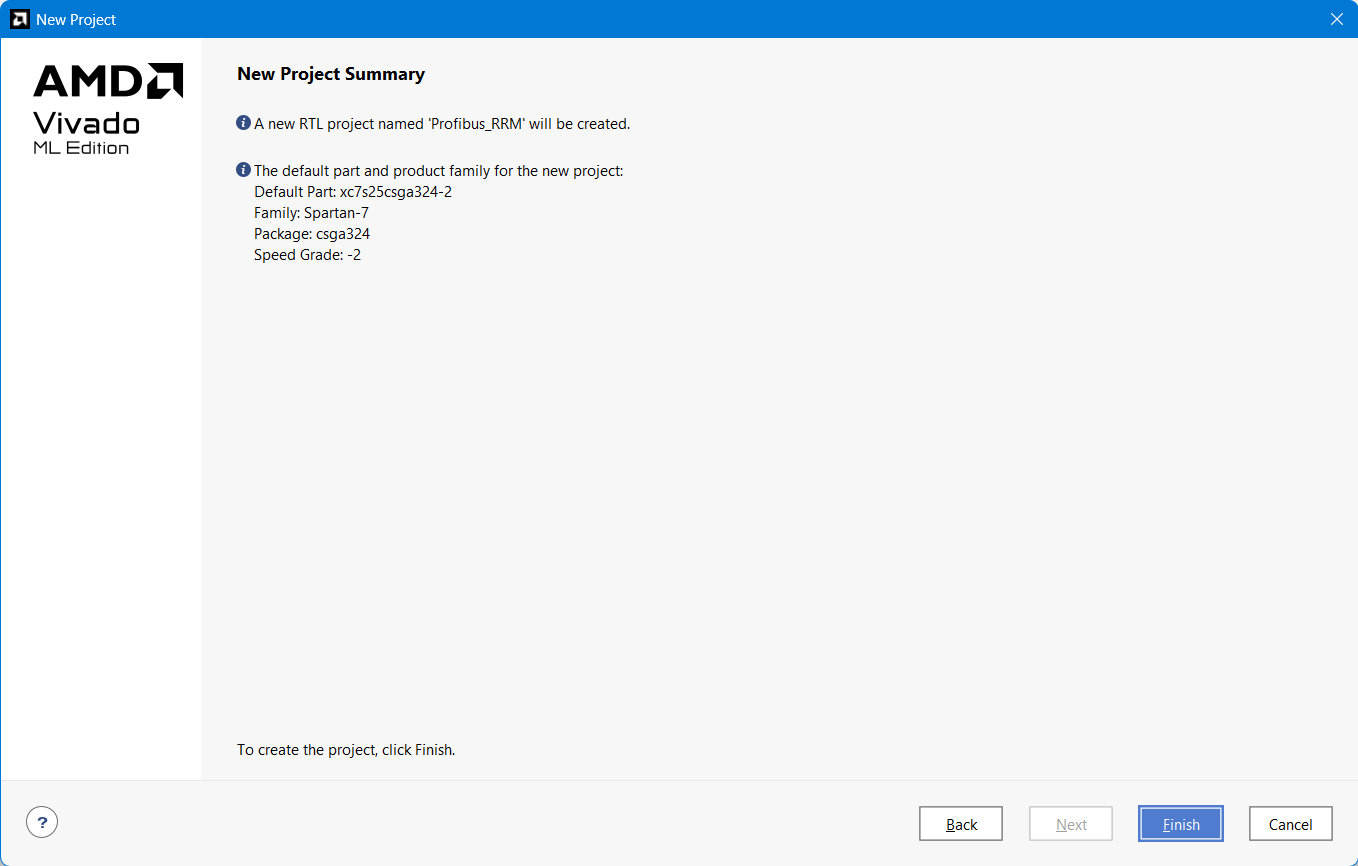 New Project
AMD
Vivado
ML Edition
New Project Summary
A new RTL project named 'Profibus_RRM' will be created.
The default part and product family for the new project:
Default Part: xc7s25csga324-2
Family: Spartan-7
Package: csga324
Speed Grade: -2
To create the project, click Finish.
?
Back
Next
Finish
Cancel